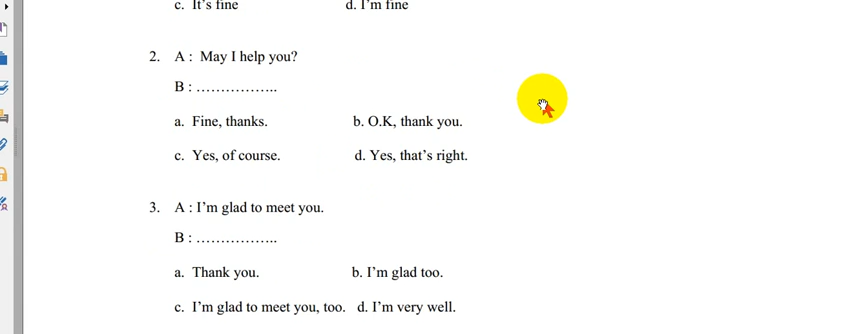 c. It's fine d. I'm fine
2. A : May I help you?
B : ……………..
a. Fine, thanks. b. O.K, thank you.
c. Yes, of course. d. Yes, that's right.
3. A : I'm glad to meet you.
B : ……………..
a. Thank you. b. I'm glad too.
c. I'm glad to meet you, too. d. I'm very well.